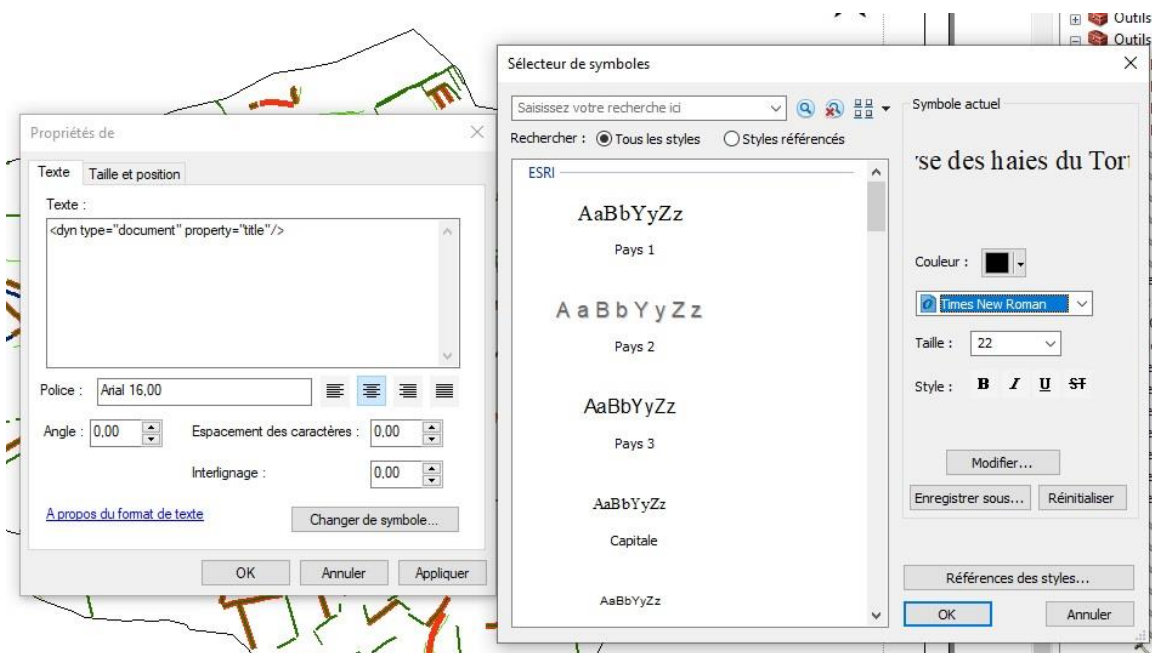 Outils
Outils
Propriétés de
Texte
Taille et position
Texte :
<dyn type="document" property="title"/>
Police :
Arial 16,00
Angle :
0,00
Espacement des caractères :
0,00
Interlignage :
0,00
A propos du format de texte
Changer de symbole...
OK
Annuler
Appliquer
Sélecteur de symboles
Saisissez votre recherche ici
Rechercher :
Tous les styles
Styles référencés
ESRI
AaBbYyZz
Pays 1
AaBbYyZz
Pays 2
AaBbYyZz
Pays 3
AaBbYyZz
Capitale
AaBbYyZz
Symbole actuel
se des haies du Tort
Couleur :
Times New Roman
Taille :
22
Style :
B I U ST
Modifier...
Enregistrer sous...
Réinitialiser
Références des styles...
OK
Annuler